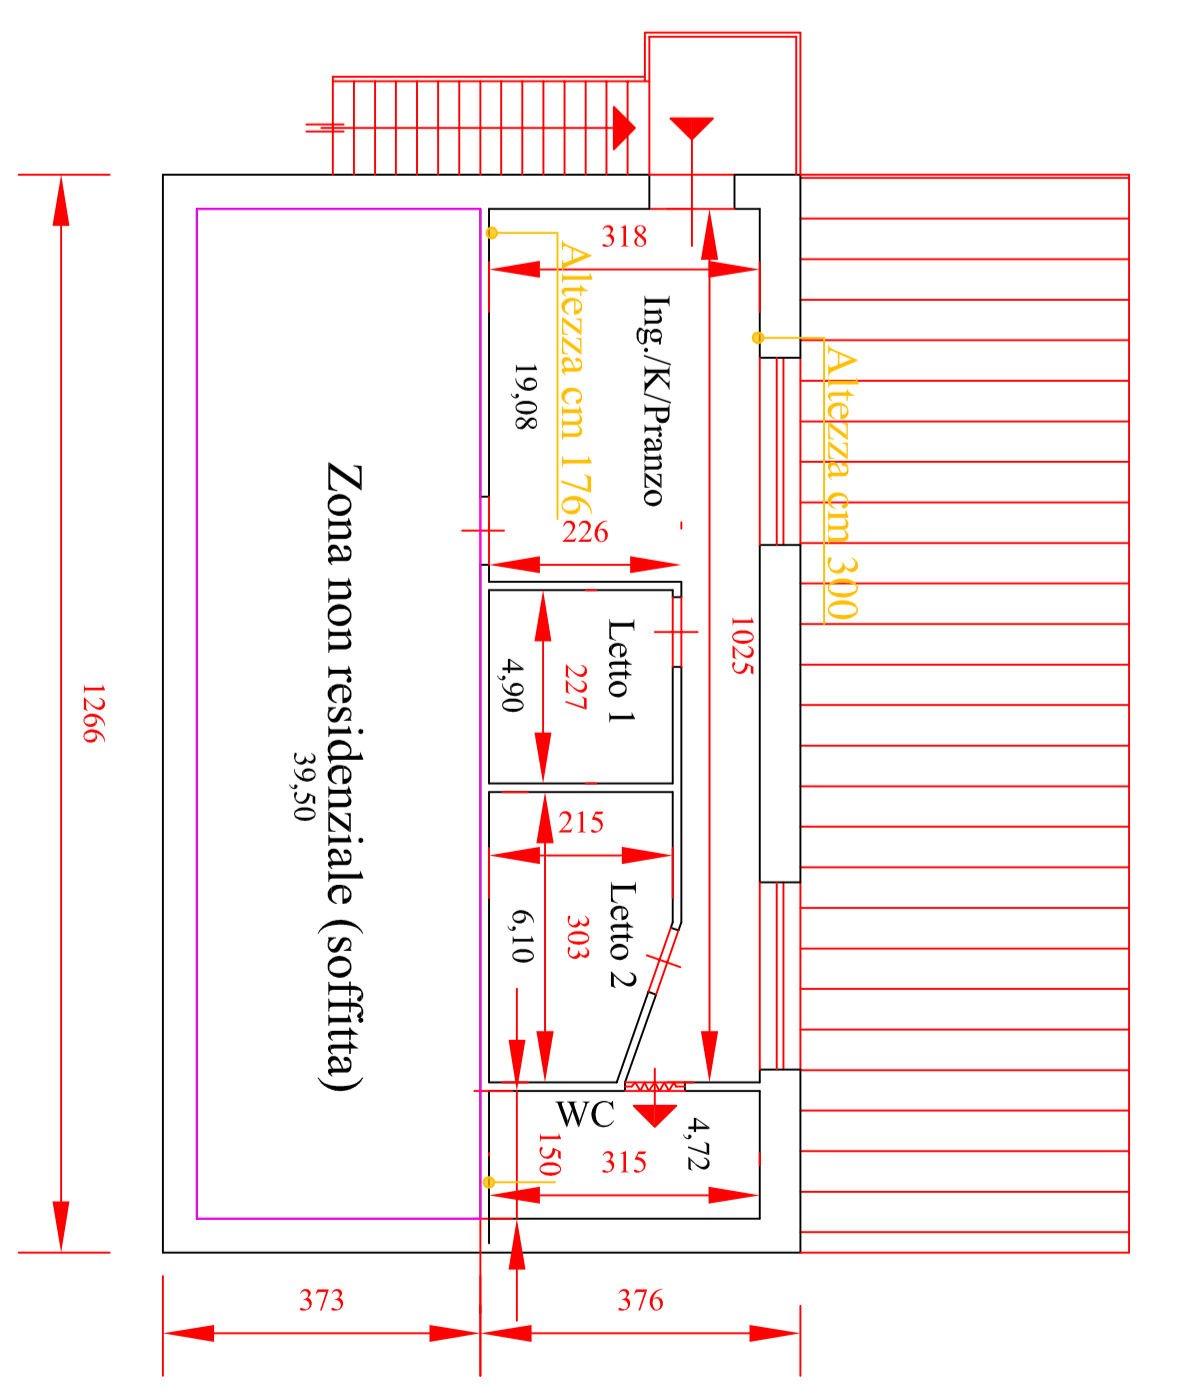 318
Altezza cm 176
Ing./K/Pranzo
19,08
Altezza cm 300
226
1025
Letto 1
227
4,90
1266
Zona non residenziale (soffitta)
39,50
215
Letto 2
303
6,10
WC
4,72
150
315
373
376